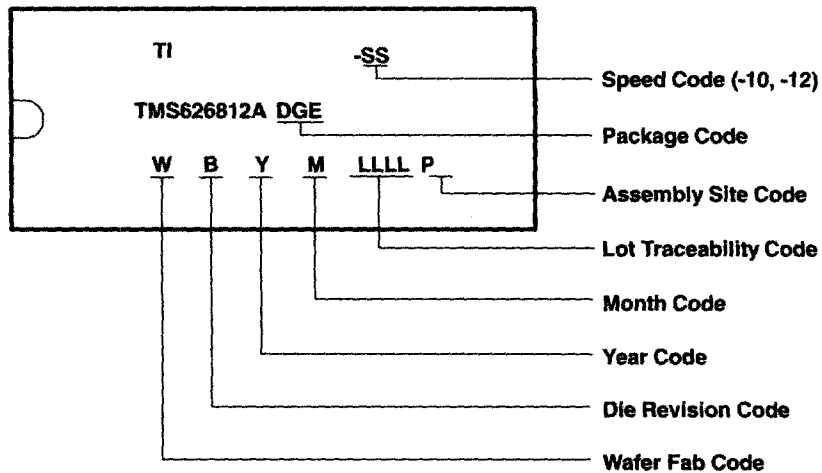 TI
-SS
Speed Code (-10, -12)
TMS626812A DGE
Package Code
W B Y M LLLL P
Assembly Site Code
Lot Traceability Code
Month Code
Year Code
Die Revision Code
Wafer Fab Code